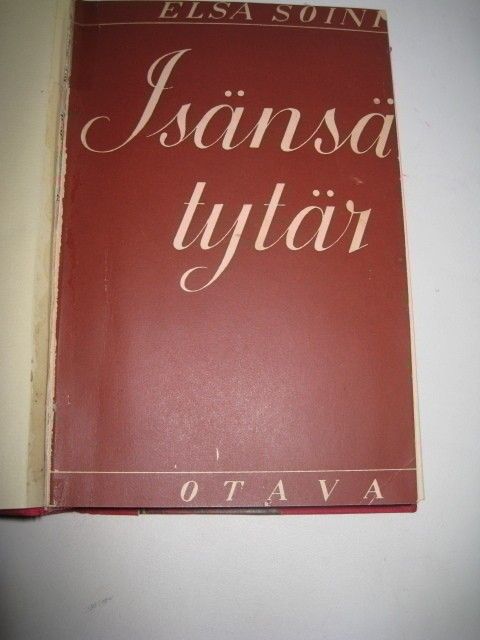 ELSA SOINI
Isänsä
tytär
OTAVA